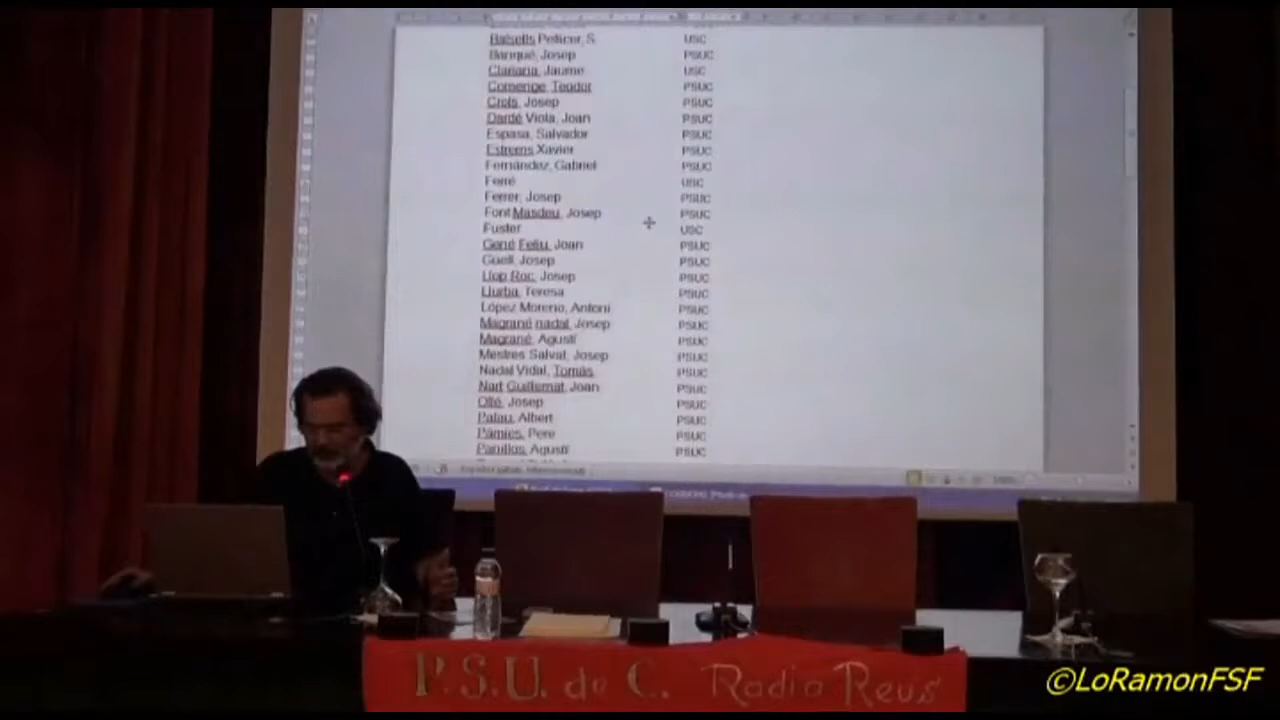 Balsells Pellicer, S. USC
Banqué, Josep PSUC
Clanaria, Jaume USC
Comenge, Teodor PSUC
Crols, Josep PSUC
Dardé Viola, Joan PSUC
Espasa, Salvador PSUC
Estrems Xavier PSUC
Fernández, Gabriel PSUC
Ferré USC
Ferrer, Josep PSUC
Font Masdeu, Josep PSUC
Fuster USC
Gené Feliu, Joan PSUC
Güell, Josep PSUC
Llop Roc, Josep PSUC
Llurba, Teresa PSUC
López Moreno, Antoni PSUC
Magrané nadal, Josep PSUC
Magrané, Agustí PSUC
Mestres Salvat, Josep PSUC
Nadal Vidal, Tomás PSUC
Nart Guillemat, Joan PSUC
Ollé, Josep PSUC
Palau, Albert PSUC
Pàmies, Pere PSUC
Panillos, Agustí PSUC
P.S.U. de C. Radio Reus
©LoRamonFSF